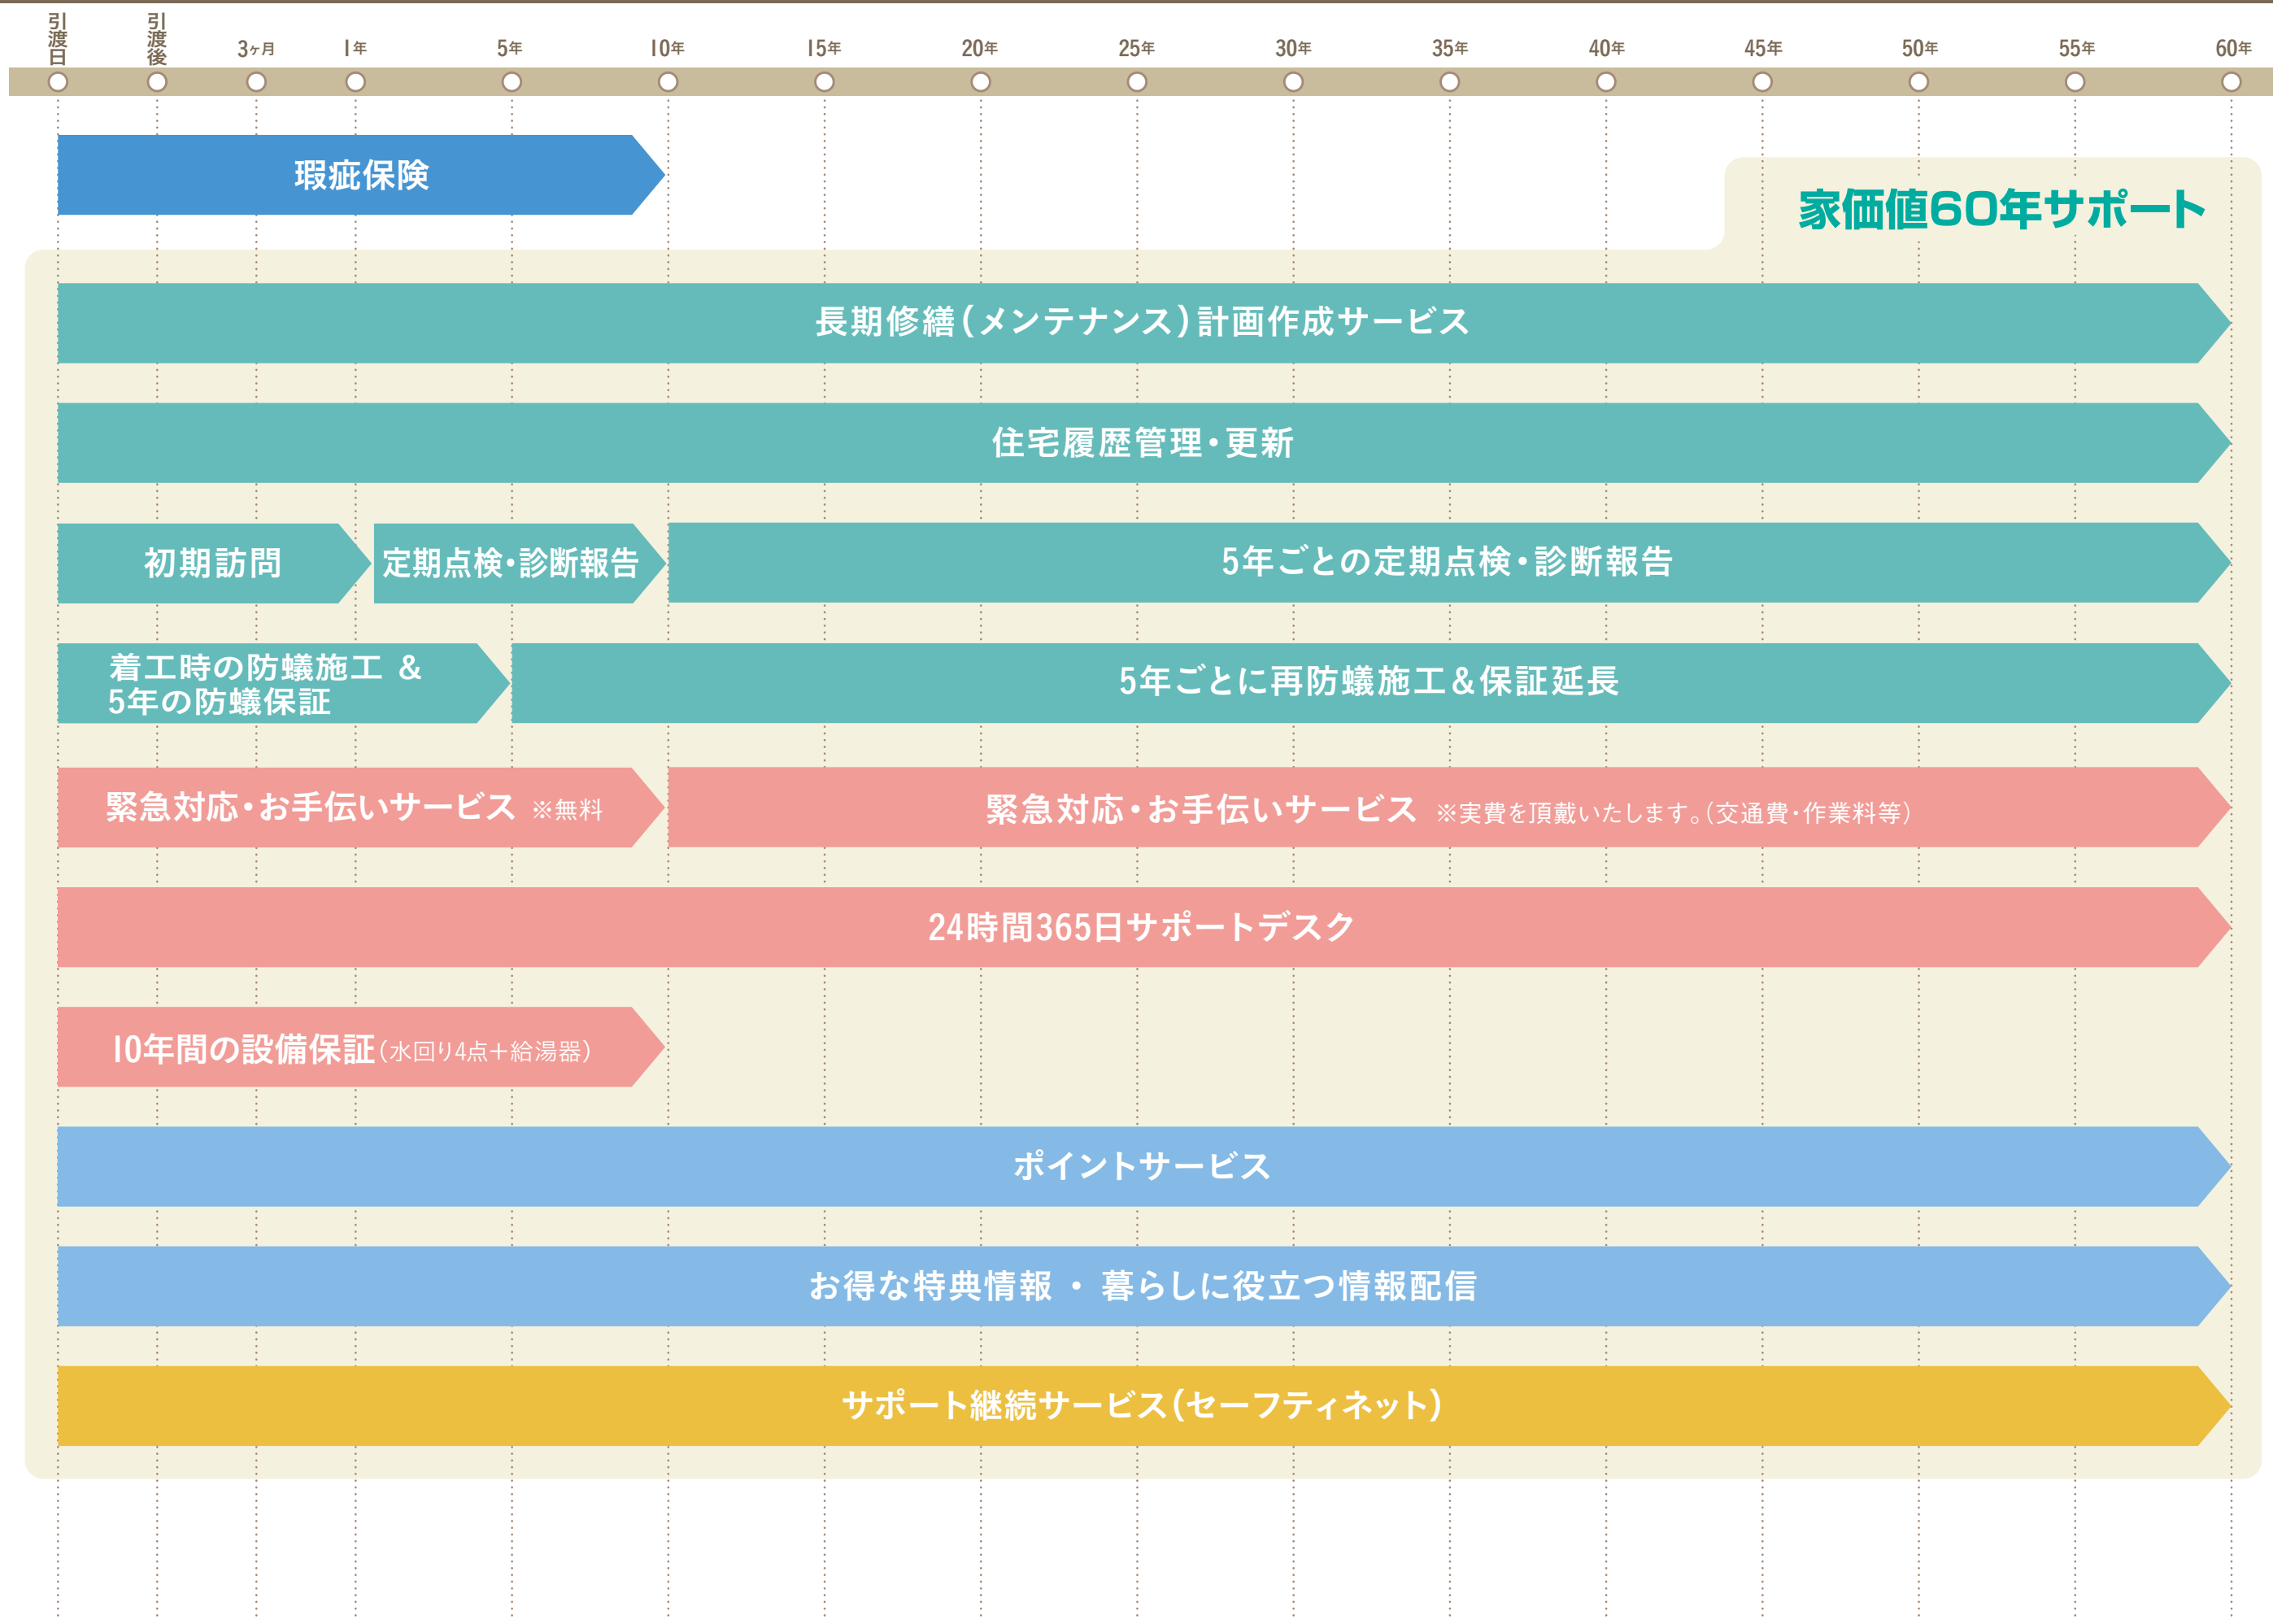 引渡日
引渡後
3ヶ月
1年
5年
10年
15年
20年
25年
30年
35年
40年
45年
50年
55年
60年
瑕疵保険
家価値60年サポート
長期修繕(メンテナンス)計画作成サービス
住宅履歴管理・更新
初期訪問
定期点検・診断報告
5年ごとの定期点検・診断報告
着工時の防蟻施工 &
5年の防蟻保証
5年ごとに再防蟻施工&保証延長
緊急対応・お手伝いサービス ※無料
緊急対応・お手伝いサービス ※実費を頂戴いたします。(交通費・作業料等)
24時間365日サポートデスク
10年間の設備保証(水回り4点+給湯器)
ポイントサービス
お得な特典情報 ・ 暮らしに役立つ情報配信
サポート継続サービス(セーフティネット)